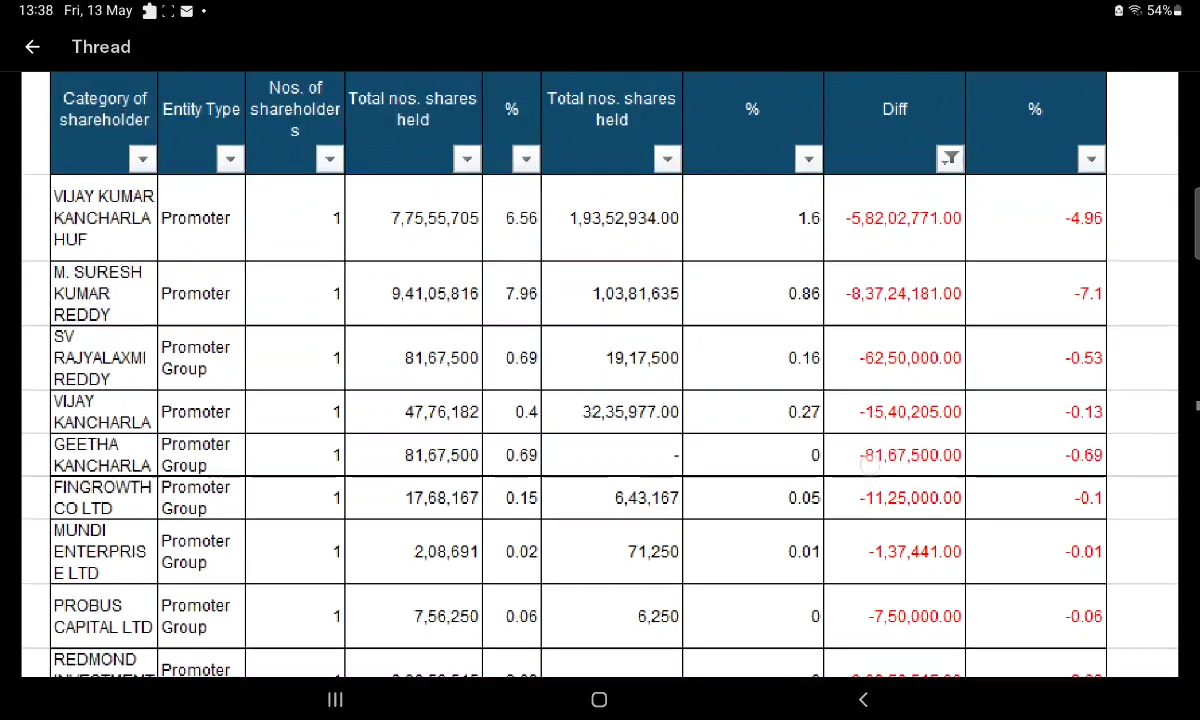 13:38 Fri, 13 May
54%
Thread
Category of shareholder Entity Type Nos. of shareholders Total nos. shares held % Total nos. shares held % Diff %
VIJAY KUMAR KANCHARLA HUF Promoter 1 7,75,55,705 6.56 1,93,52,934.00 1.6 -5,82,02,771.00 -4.96
M. SURESH KUMAR REDDY Promoter 1 9,41,05,816 7.96 1,03,81,635 0.86 -8,37,24,181.00 -7.1
SV RAJYALAXMI REDDY Promoter Group 1 81,67,500 0.69 19,17,500 0.16 -62,50,000.00 -0.53
VIJAY KANCHARLA Promoter 1 47,76,182 0.4 32,35,977.00 0.27 -15,40,205.00 -0.13
GEETHA KANCHARLA Promoter Group 1 81,67,500 0.69 - 0 -81,67,500.00 -0.69
FINGROWTH CO LTD Promoter Group 1 17,68,167 0.15 6,43,167 0.05 -11,25,000.00 -0.1
MUNDI ENTERPRISE LTD Promoter Group 1 2,08,691 0.02 71,250 0.01 -1,37,441.00 -0.01
PROBUS CAPITAL LTD Promoter Group 1 7,56,250 0.06 6,250 0 -7,50,000.00 -0.06
REDMOND Promoter